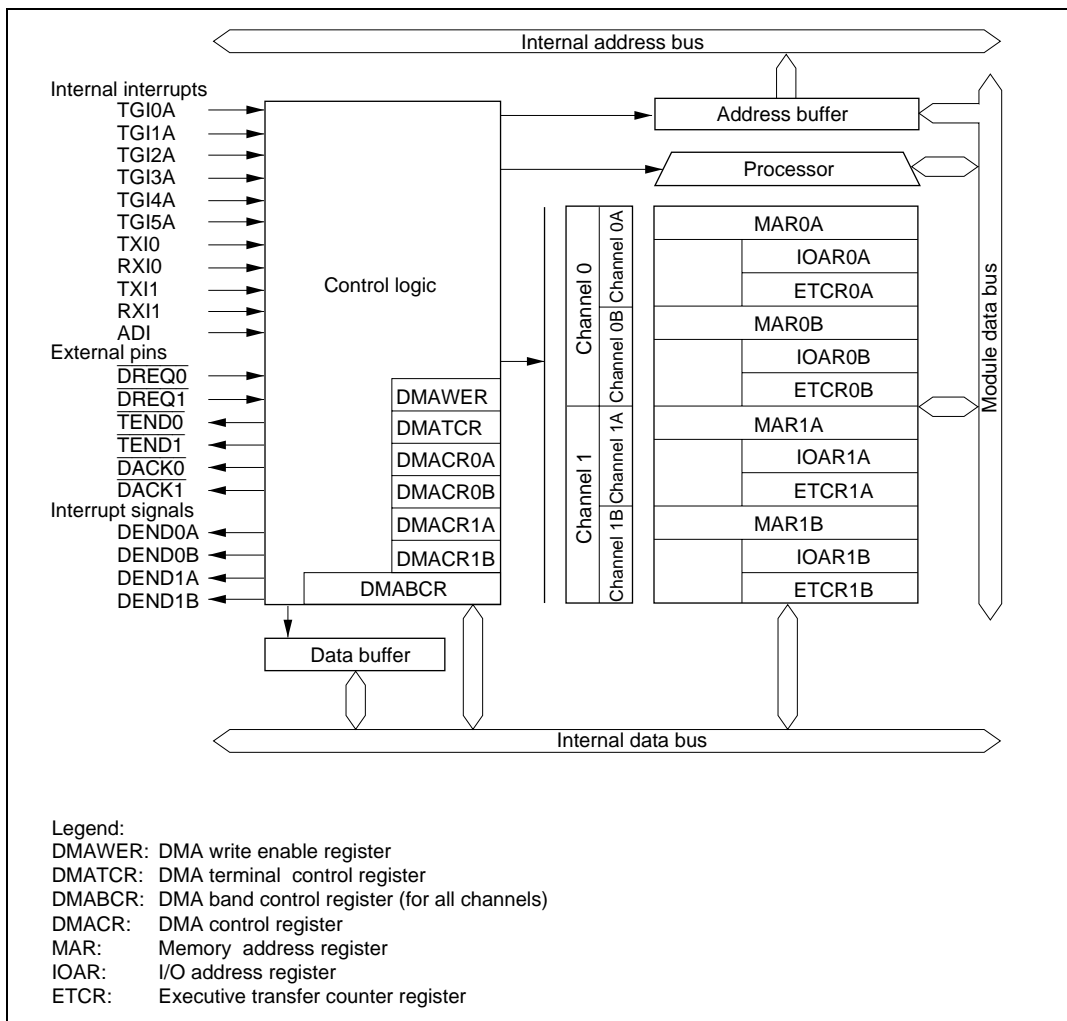 Internal address bus
Internal interrupts
TGI0A
TGI1A
TGI2A
TGI3A
TGI4A
TGI5A
TXI0
RXI0
TXI1
RXI1
ADI
External pins
DREQ0
DREQ1
TEND0
TEND1
DACK0
DACK1
Interrupt signals
DEND0A
DEND0B
DEND1A
DEND1B
Control logic
DMAWER
DMATCR
DMACR0A
DMACR0B
DMACR1A
DMACR1B
DMABCR
Data buffer
Address buffer
Processor
Channel 0
Channel 0A
Channel 0B
Channel 1
Channel 1A
Channel 1B
MAR0A
IOAR0A
ETCR0A
MAR0B
IOAR0B
ETCR0B
MAR1A
IOAR1A
ETCR1A
MAR1B
IOAR1B
ETCR1B
Module data bus
Internal data bus
Legend:
DMAWER: DMA write enable register
DMATCR: DMA terminal control register
DMABCR: DMA band control register (for all channels)
DMACR: DMA control register
MAR: Memory address register
IOAR: I/O address register
ETCR: Executive transfer counter register